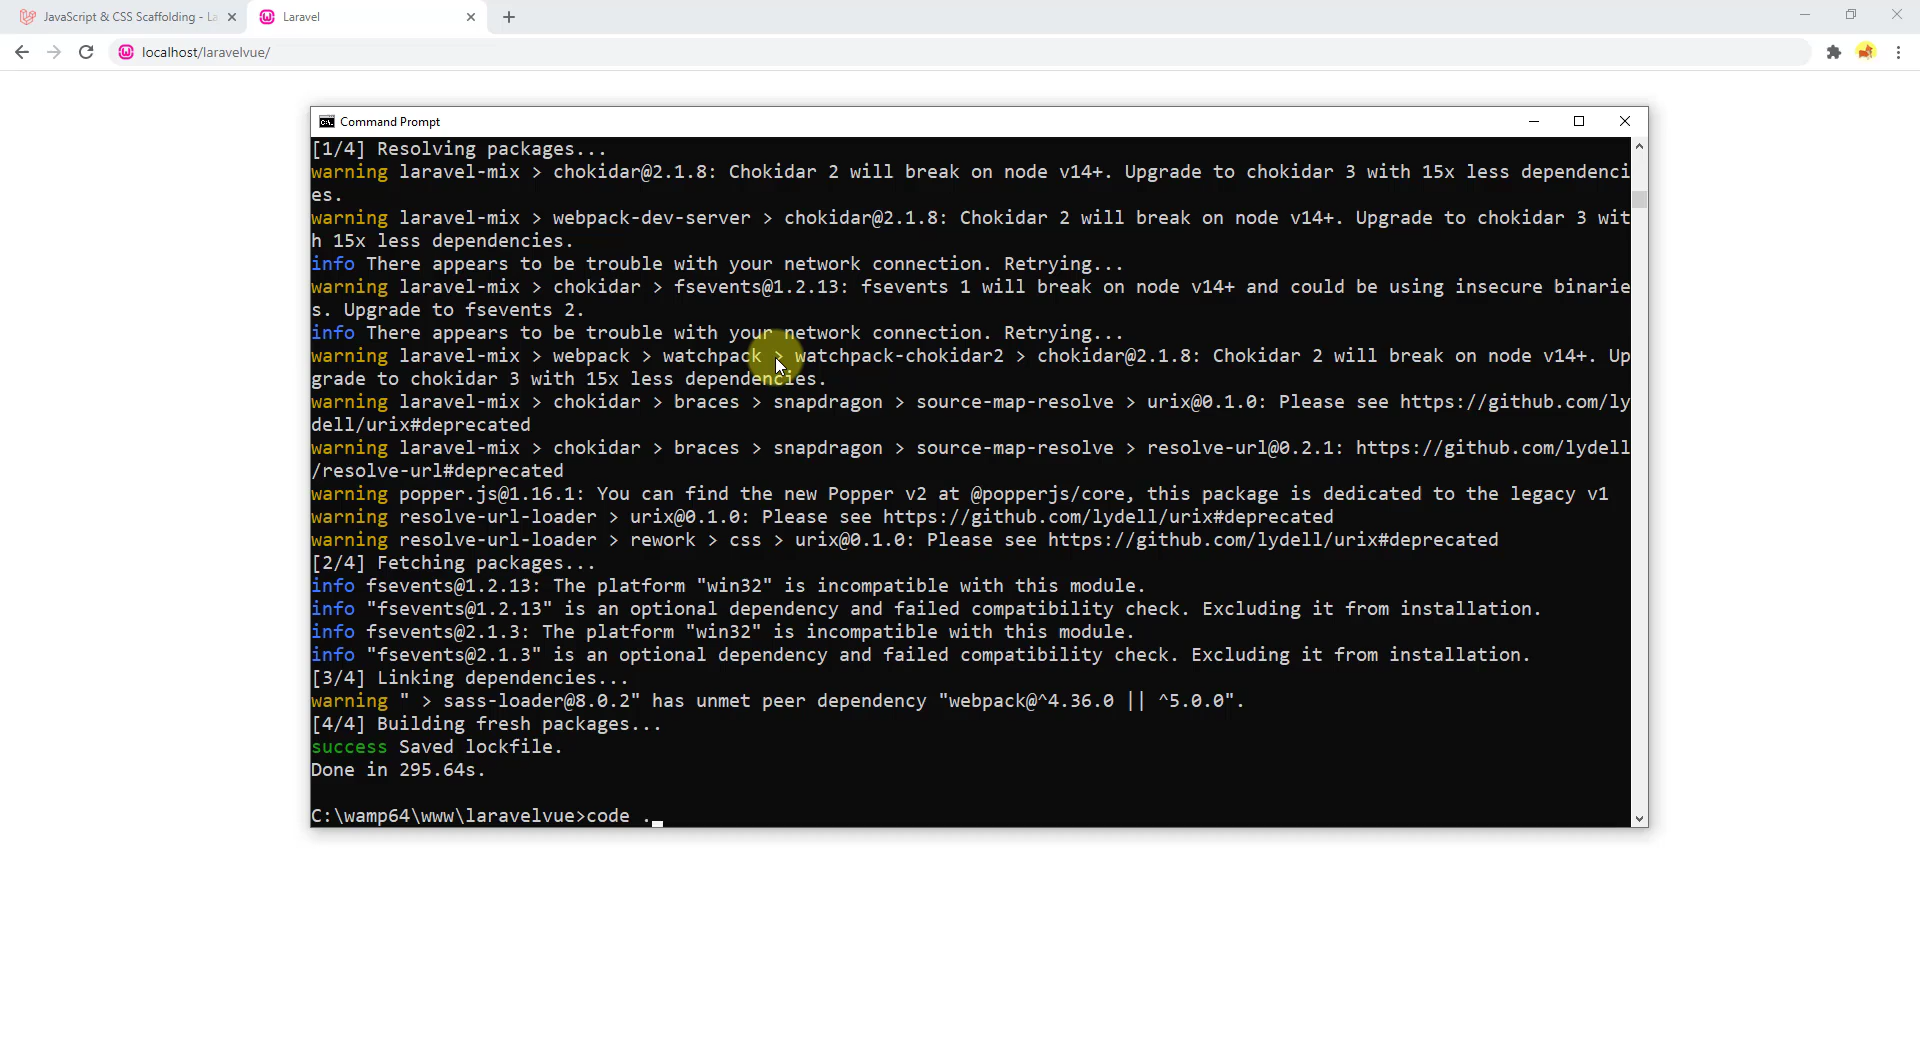 JavaScript & CSS Scaffolding - La
Laravel
localhost/laravelvue/
Command Prompt
[1/4] Resolving packages...
warning laravel-mix > chokidar@2.1.8: Chokidar 2 will break on node v14+. Upgrade to chokidar 3 with 15x less dependenci
es.
warning laravel-mix > webpack-dev-server > chokidar@2.1.8: Chokidar 2 will break on node v14+. Upgrade to chokidar 3 wit
h 15x less dependencies.
info There appears to be trouble with your network connection. Retrying...
warning laravel-mix > chokidar > fsevents@1.2.13: fsevents 1 will break on node v14+ and could be using insecure binarie
s. Upgrade to fsevents 2.
info There appears to be trouble with your network connection. Retrying...
warning laravel-mix > webpack > watchpack > watchpack-chokidar2 > chokidar@2.1.8: Chokidar 2 will break on node v14+. Up
grade to chokidar 3 with 15x less dependencies.
warning laravel-mix > chokidar > braces > snapdragon > source-map-resolve > urix@0.1.0: Please see https://github.com/ly
dell/urix#deprecated
warning laravel-mix > chokidar > braces > snapdragon > source-map-resolve > resolve-url@0.2.1: https://github.com/lydell
/resolve-url#deprecated
warning popper.js@1.16.1: You can find the new Popper v2 at @popperjs/core, this package is dedicated to the legacy v1
warning resolve-url-loader > urix@0.1.0: Please see https://github.com/lydell/urix#deprecated
warning resolve-url-loader > rework > css > urix@0.1.0: Please see https://github.com/lydell/urix#deprecated
[2/4] Fetching packages...
info fsevents@1.2.13: The platform "win32" is incompatible with this module.
info "fsevents@1.2.13" is an optional dependency and failed compatibility check. Excluding it from installation.
info fsevents@2.1.3: The platform "win32" is incompatible with this module.
info "fsevents@2.1.3" is an optional dependency and failed compatibility check. Excluding it from installation.
[3/4] Linking dependencies...
warning " > sass-loader@8.0.2" has unmet peer dependency "webpack@^4.36.0 || ^5.0.0".
[4/4] Building fresh packages...
success Saved lockfile.
Done in 295.64s.
C:\wamp64\www\laravelvue>code .